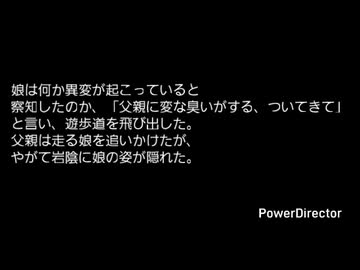 娘は何か異変が起こっていると
察知したのか、「父親に変な臭いがする、ついてきて」
と言い、遊歩道を飛び出した。
父親は走る娘を追いかけたが、
やがて岩陰に娘の姿が隠れた。
PowerDirector